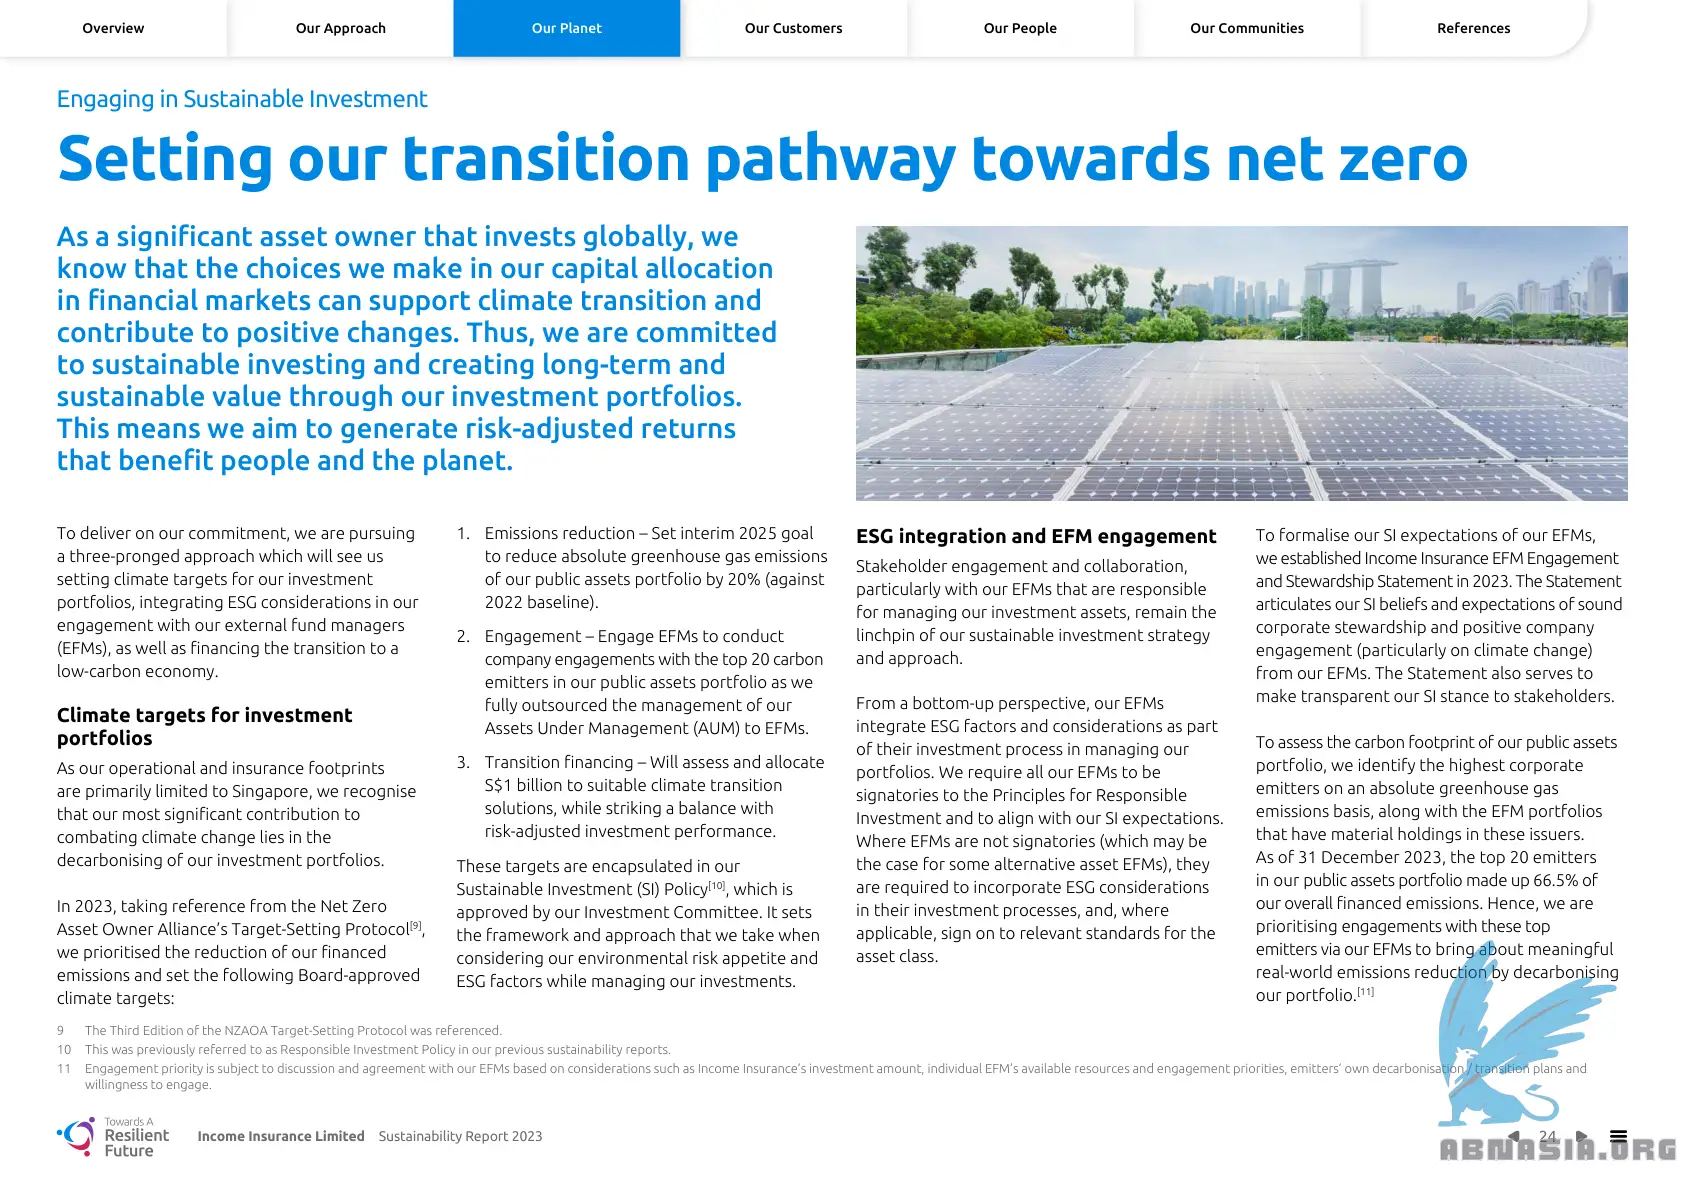 Overview
Our Approach
Our Planet
Our Customers
Our People
Our Communities
References
Engaging in Sustainable Investment
Setting our transition pathway towards net zero
As a significant asset owner that invests globally, we
know that the choices we make in our capital allocation
in financial markets can support climate transition and
contribute to positive changes. Thus, we are committed
to sustainable investing and creating long-term and
sustainable value through our investment portfolios.
This means we aim to generate risk-adjusted returns
that benefit people and the planet.
To deliver on our commitment, we are pursuing
a three-pronged approach which will see us
setting climate targets for our investment
portfolios, integrating ESG considerations in our
engagement with our external fund managers
(EFMs), as well as financing the transition to a
low-carbon economy.
Climate targets for investment
portfolios
As our operational and insurance footprints
are primarily limited to Singapore, we recognise
that our most significant contribution to
combating climate change lies in the
decarbonising of our investment portfolios.
In 2023, taking reference from the Net Zero
Asset Owner Alliance's Target-Setting Protocol[9],
we prioritised the reduction of our financed
emissions and set the following Board-approved
climate targets:
1. Emissions reduction – Set interim 2025 goal
to reduce absolute greenhouse gas emissions
of our public assets portfolio by 20% (against
2022 baseline).
2. Engagement – Engage EFMs to conduct
company engagements with the top 20 carbon
emitters in our public assets portfolio as we
fully outsourced the management of our
Assets Under Management (AUM) to EFMs.
3. Transition financing – Will assess and allocate
S$1 billion to suitable climate transition
solutions, while striking a balance with
risk-adjusted investment performance.
These targets are encapsulated in our
Sustainable Investment (SI) Policy[10], which is
approved by our Investment Committee. It sets
the framework and approach that we take when
considering our environmental risk appetite and
ESG factors while managing our investments.
ESG integration and EFM engagement
Stakeholder engagement and collaboration,
particularly with our EFMs that are responsible
for managing our investment assets, remain the
linchpin of our sustainable investment strategy
and approach.
From a bottom-up perspective, our EFMs
integrate ESG factors and considerations as part
of their investment process in managing our
portfolios. We require all our EFMs to be
signatories to the Principles for Responsible
Investment and to align with our SI expectations.
Where EFMs are not signatories (which may be
the case for some alternative asset EFMs), they
are required to incorporate ESG considerations
in their investment processes, and, where
applicable, sign on to relevant standards for the
asset class.
To formalise our SI expectations of our EFMs,
we established Income Insurance EFM Engagement
and Stewardship Statement in 2023. The Statement
articulates our SI beliefs and expectations of sound
corporate stewardship and positive company
engagement (particularly on climate change)
from our EFMs. The Statement also serves to
make transparent our SI stance to stakeholders.
To assess the carbon footprint of our public assets
portfolio, we identify the highest corporate
emitters on an absolute greenhouse gas
emissions basis, along with the EFM portfolios
that have material holdings in these issuers.
As of 31 December 2023, the top 20 emitters
in our public assets portfolio made up 66.5% of
our overall financed emissions. Hence, we are
prioritising engagements with these top
emitters via our EFMs to bring about meaningful
real-world emissions reduction by decarbonising
our portfolio.[11]
9 The Third Edition of the NZAOA Target-Setting Protocol was referenced.
10 This was previously referred to as Responsible Investment Policy in our previous sustainability reports.
11 Engagement priority is subject to discussion and agreement with our EFMs based on considerations such as Income Insurance's investment amount, individual EFM's available resources and engagement priorities, emitters' own decarbonisation / transition plans and
willingness to engage.
Towards A
Resilient
Future
Income Insurance Limited Sustainability Report 2023
24
ABNASIA.ORG